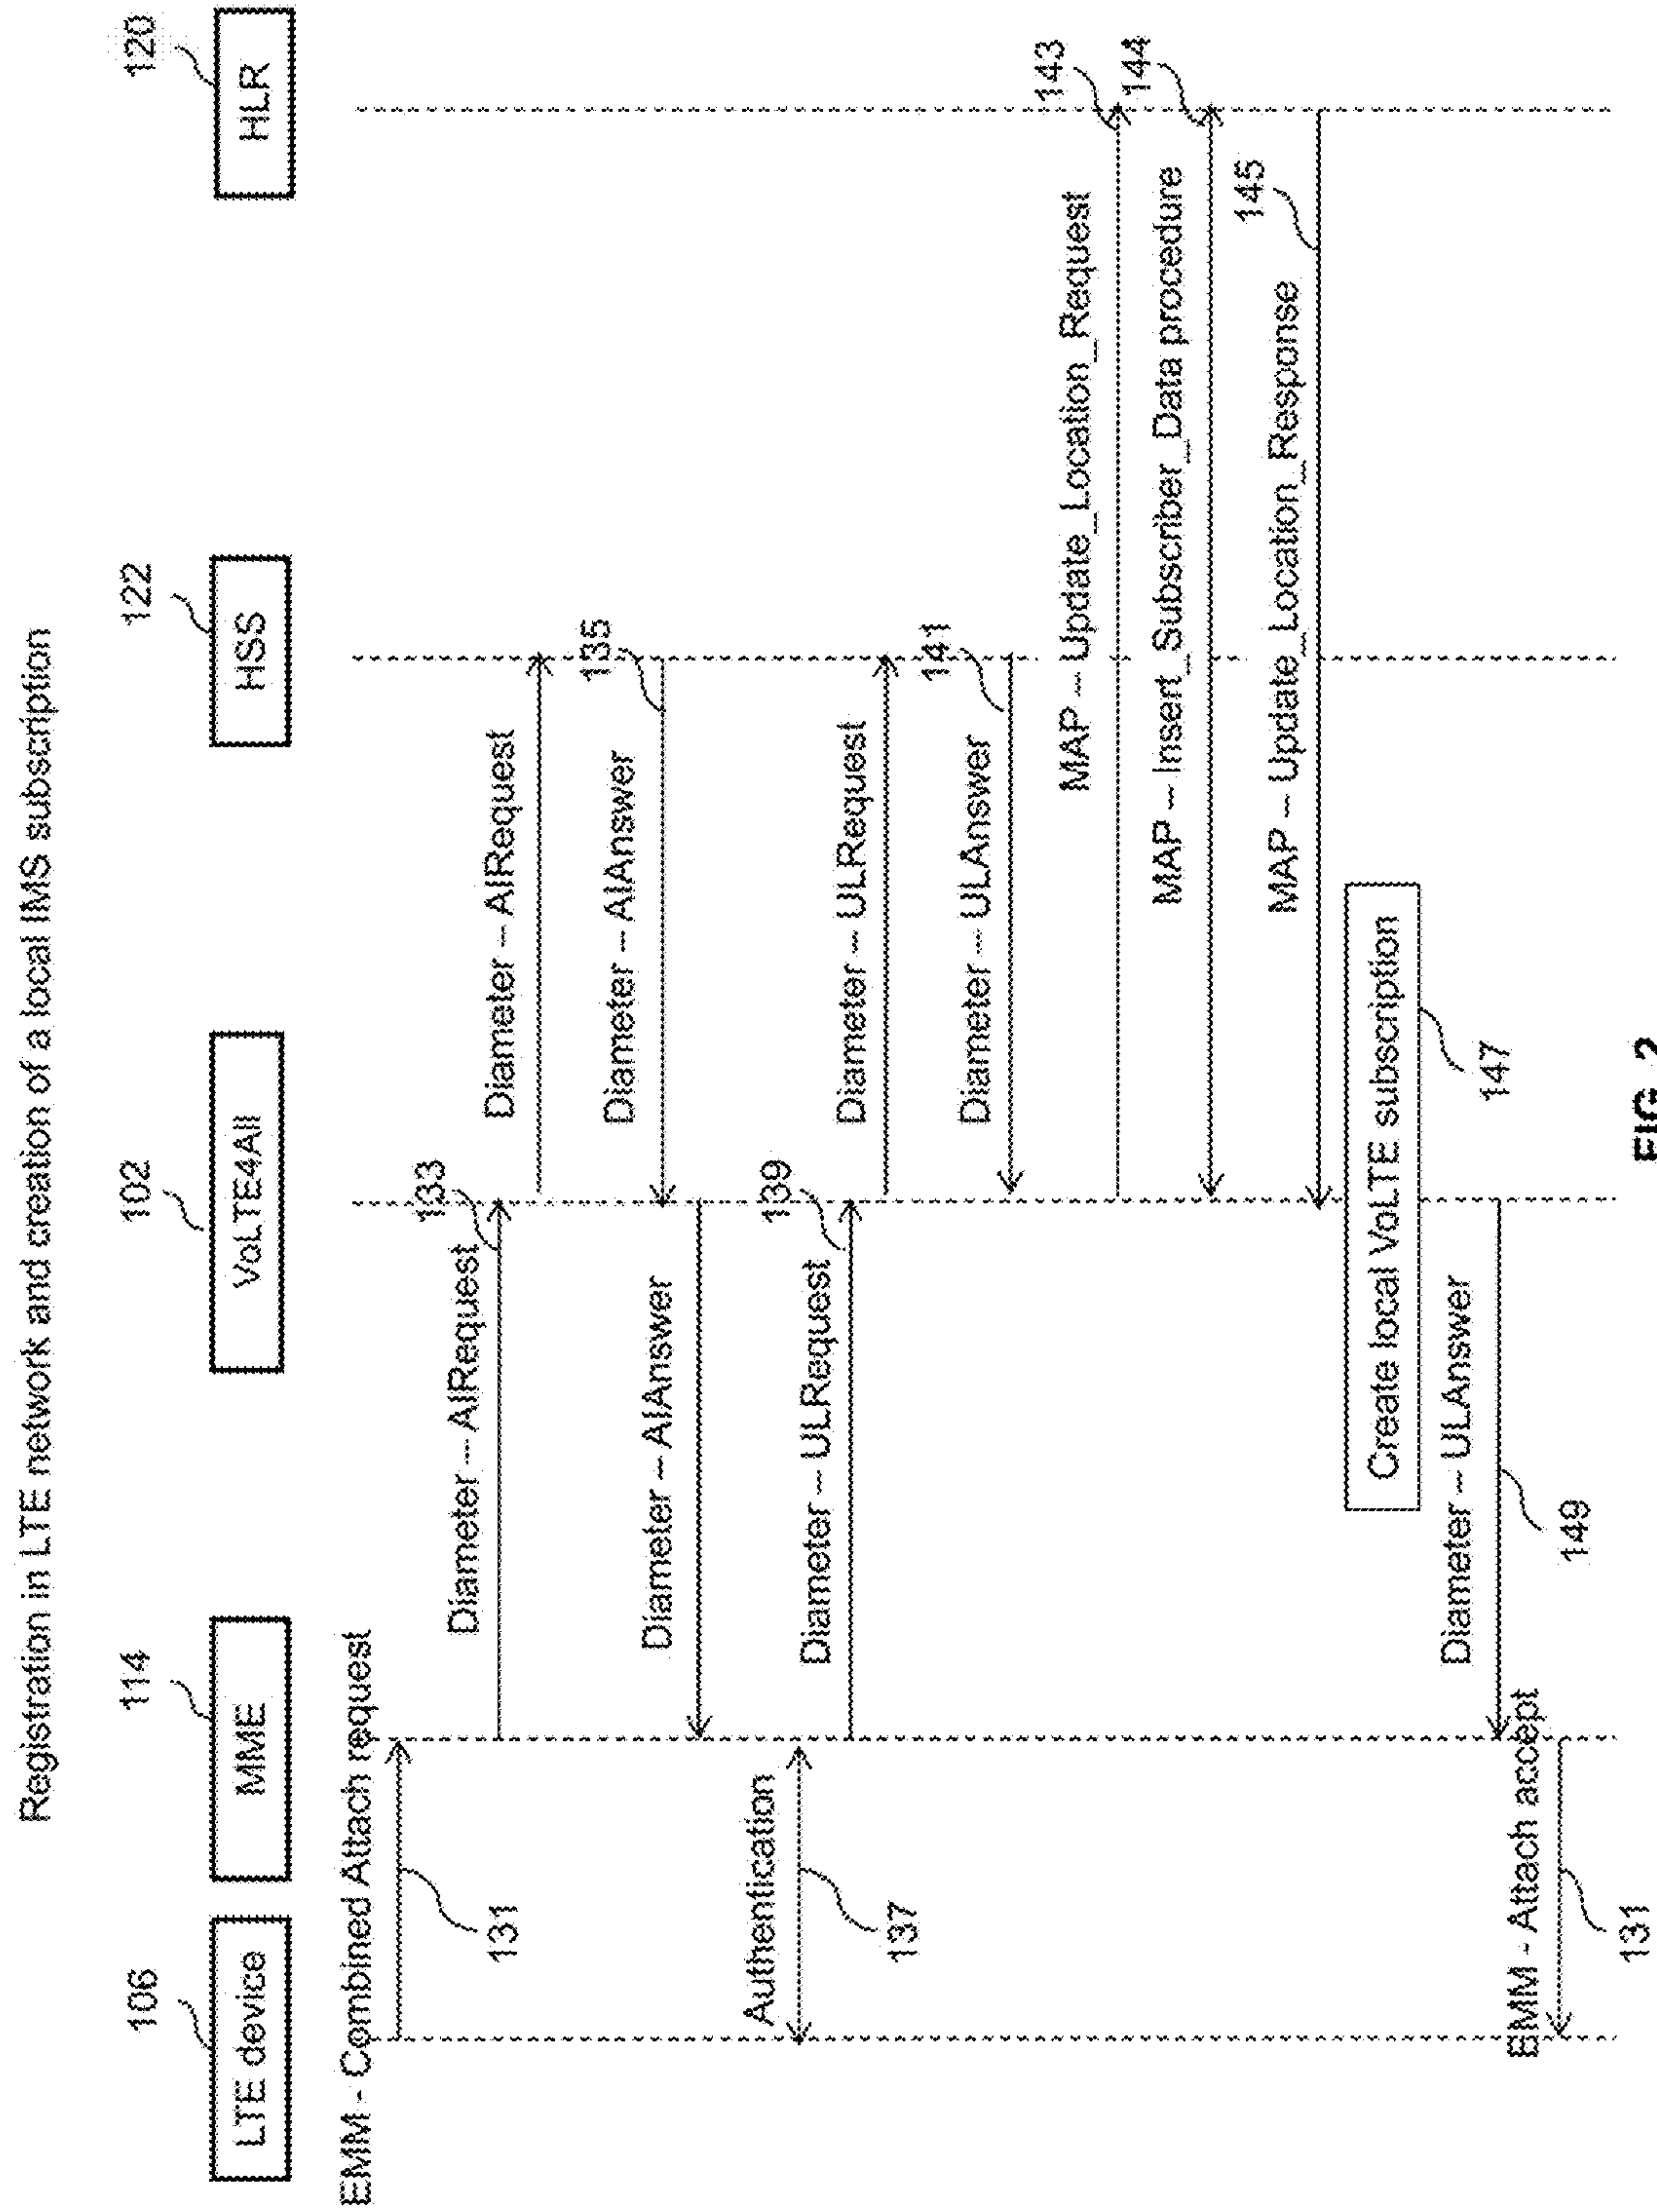 Registration in LTE network and creation of a local IMS subscription
106
114
102
122
120
LTE device
MME
VoLTE4All
HSS
HLR
EMM - Combined Attach request
131
Diameter – AIRequest
133
Diameter – AIRequest
Diameter – AIAnswer
135
Diameter – AIAnswer
Authentication
137
Diameter – ULRequest
139
Diameter – ULRequest
Diameter – ULAnswer
141
MAP – Update_Location_Request
143
MAP – Insert_Subscriber_Data procedure
144
MAP – Update_Location_Response
145
Create local VoLTE subscription
147
Diameter – ULAnswer
149
EMM - Attach accept
131
FIG. 2